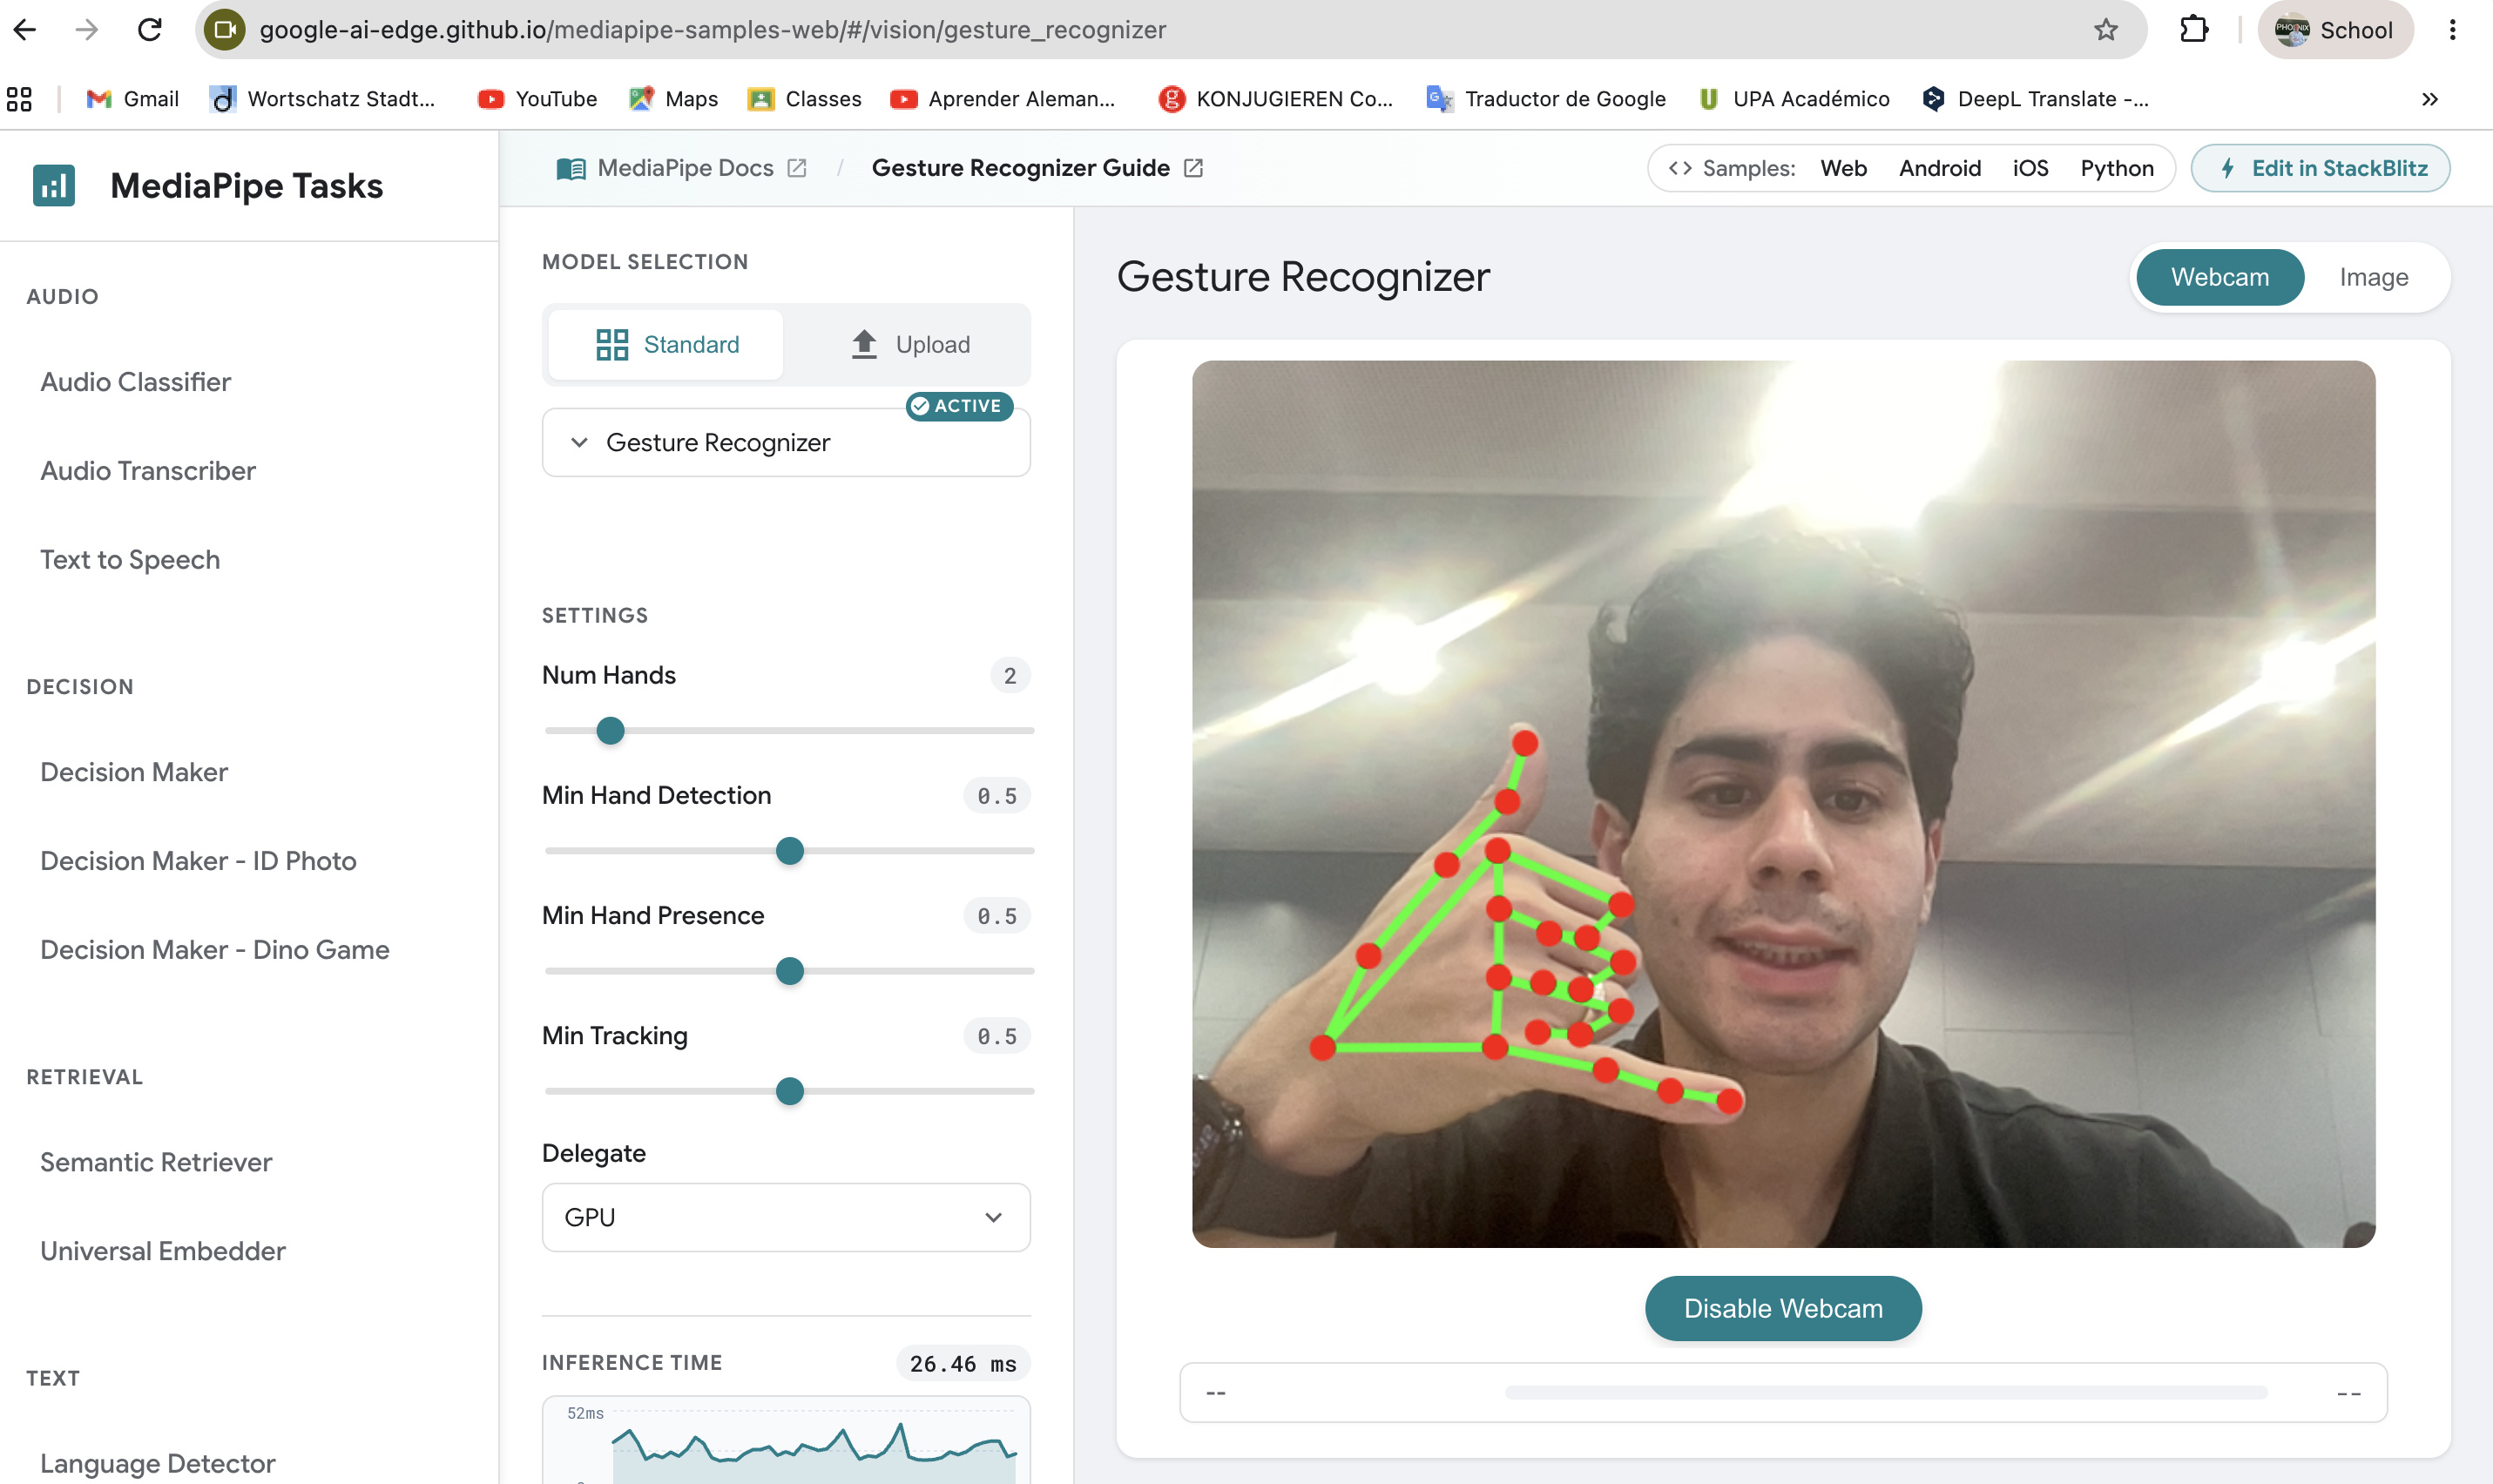 google-ai-edge.github.io/mediapipe-samples-web/#/vision/gesture_recognizer
School
Gmail
Wortschatz Stadt...
YouTube
Maps
Classes
Aprender Aleman...
KONJUGIEREN Co...
Traductor de Google
UPA Académico
DeepL Translate -...
MediaPipe Tasks
AUDIO
Audio Classifier
Audio Transcriber
Text to Speech
DECISION
Decision Maker
Decision Maker - ID Photo
Decision Maker - Dino Game
RETRIEVAL
Semantic Retriever
Universal Embedder
TEXT
Language Detector
MediaPipe Docs / Gesture Recognizer Guide
<> Samples: Web Android iOS Python
Edit in StackBlitz
MODEL SELECTION
Standard
Upload
ACTIVE
Gesture Recognizer
SETTINGS
Num Hands 2
Min Hand Detection 0.5
Min Hand Presence 0.5
Min Tracking 0.5
Delegate
GPU
INFERENCE TIME 26.46 ms
52ms
Gesture Recognizer
Webcam
Image
Disable Webcam
-- --